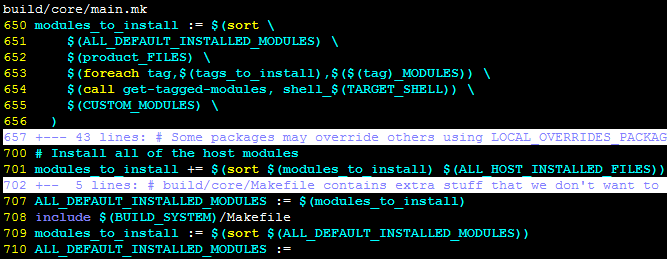 build/core/main.mk
650 modules_to_install := $(sort \
651     $(ALL_DEFAULT_INSTALLED_MODULES) \
652     $(product_FILES) \
653     $(foreach tag,$(tags_to_install),$($(tag)_MODULES)) \
654     $(call get-tagged-modules, shell_$(TARGET_SHELL)) \
655     $(CUSTOM_MODULES) \
656   )
657 +--- 43 lines: # Some packages may override others using LOCAL_OVERRIDES_PACKAG
700 # Install all of the host modules
701 modules_to_install += $(sort $(modules_to_install) $(ALL_HOST_INSTALLED_FILES))
702 +--  5 lines: # build/core/Makefile contains extra stuff that we don't want to
707 ALL_DEFAULT_INSTALLED_MODULES := $(modules_to_install)
708 include $(BUILD_SYSTEM)/Makefile
709 modules_to_install := $(sort $(ALL_DEFAULT_INSTALLED_MODULES))
710 ALL_DEFAULT_INSTALLED_MODULES :=